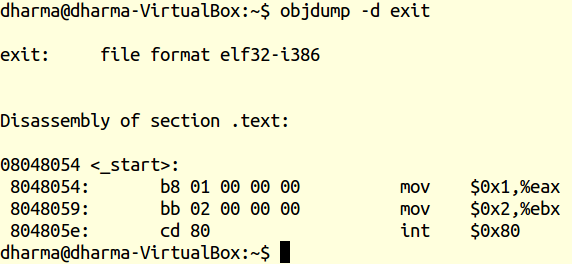 dharma@dharma-VirtualBox:~$ objdump -d exit
exit:     file format elf32-i386
Disassembly of section .text:
08048054 <_start>:
 8048054:	b8 01 00 00 00	mov    $0x1,%eax
 8048059:	bb 02 00 00 00	mov    $0x2,%ebx
 804805e:	cd 80	int    $0x80
dharma@dharma-VirtualBox:~$